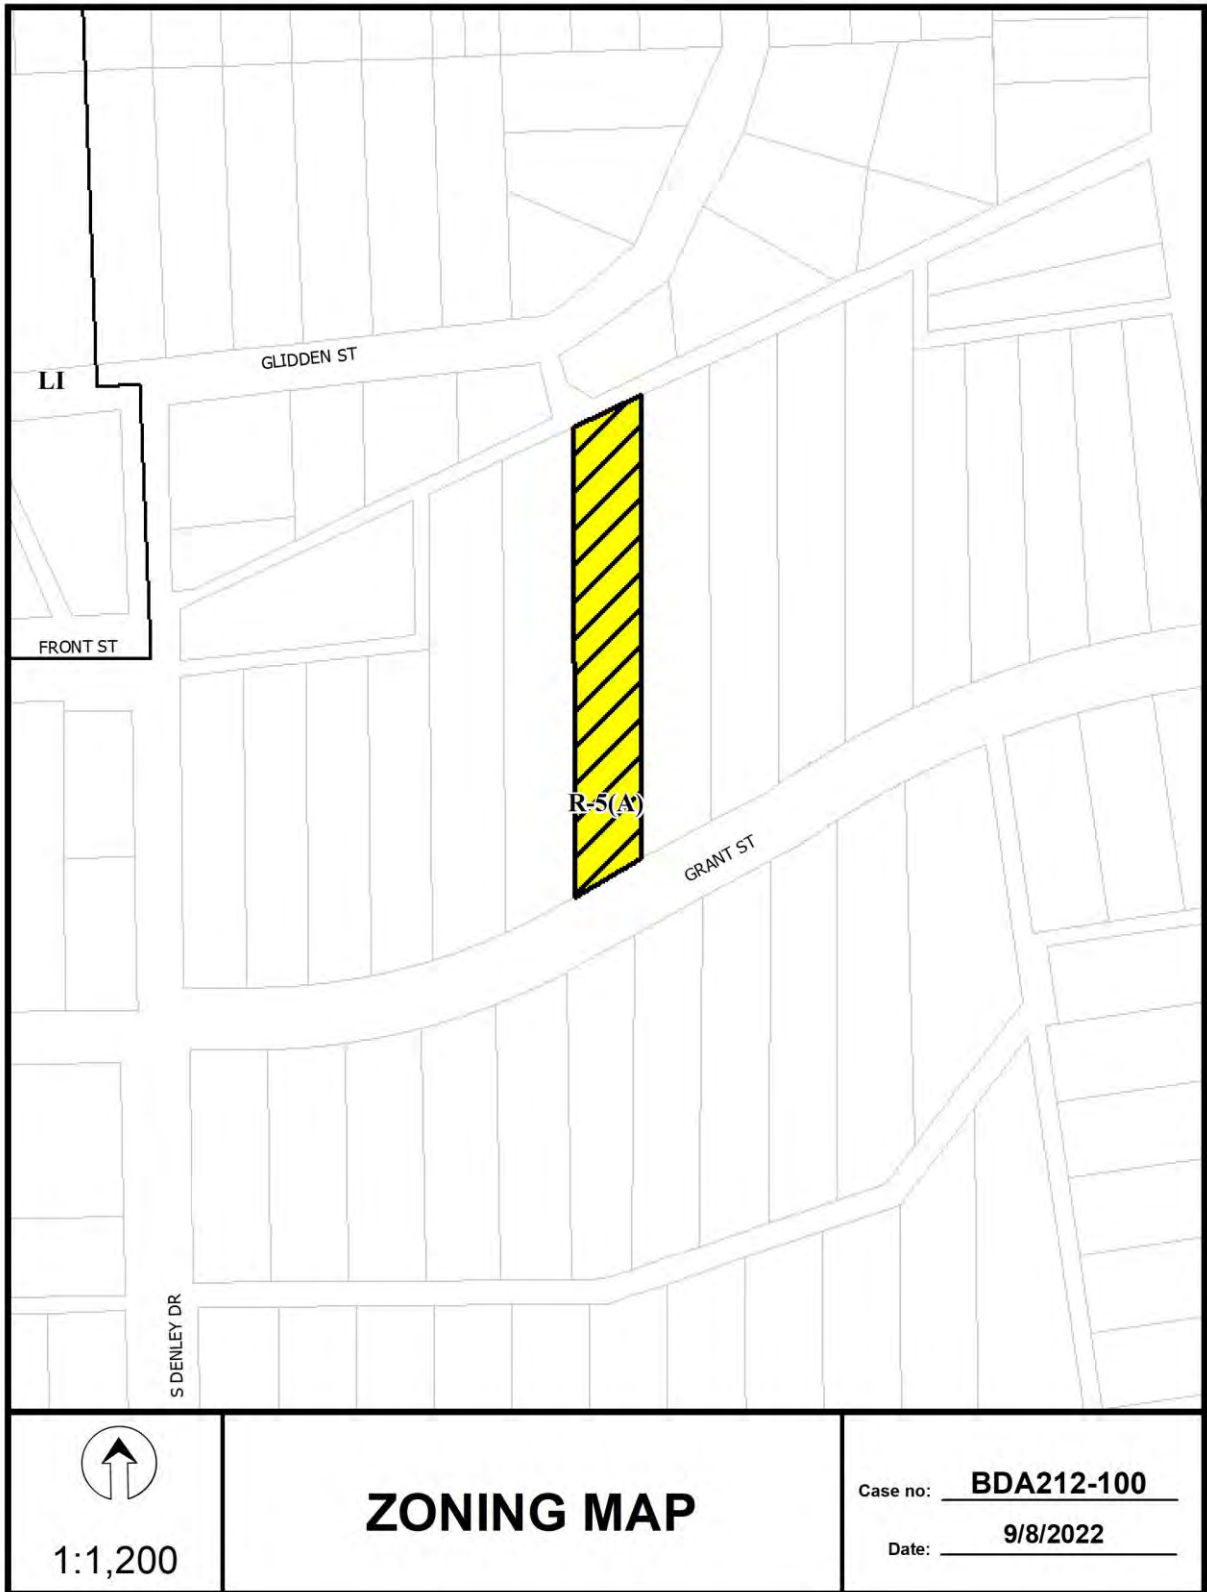 GLIDDEN ST
LI
FRONT ST
R-5(A)
GRANT ST
S DENLEY DR
1:1,200
ZONING MAP
Case no: BDA212-100
Date: 9/8/2022